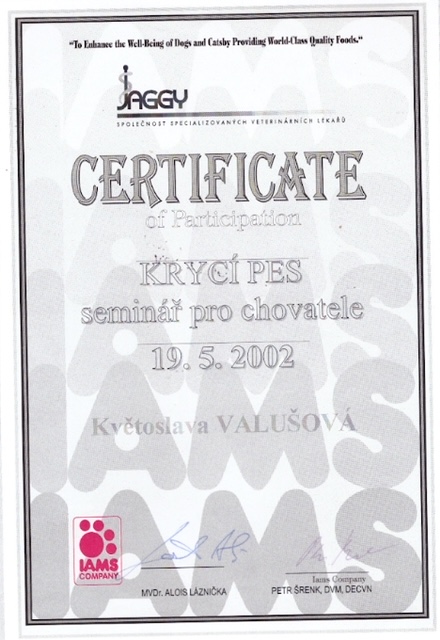 "To Enhance the Well-Being of Dogs and Catsby Providing World-Class Quality Foods."
JAGGY
SPOLEČNOST SPECIALIZOVANÝCH VETERINÁRNÍCH LÉKAŘŮ
CERTIFICATE
of Participation
KRYCÍ PES
seminář pro chovatele
19. 5. 2002
Květoslava VALUŠOVÁ
IAMS
COMPANY
MVDr. ALOIS LÁZNIČKA
Iams Company
PETR ŠRENK, DVM, DECVN